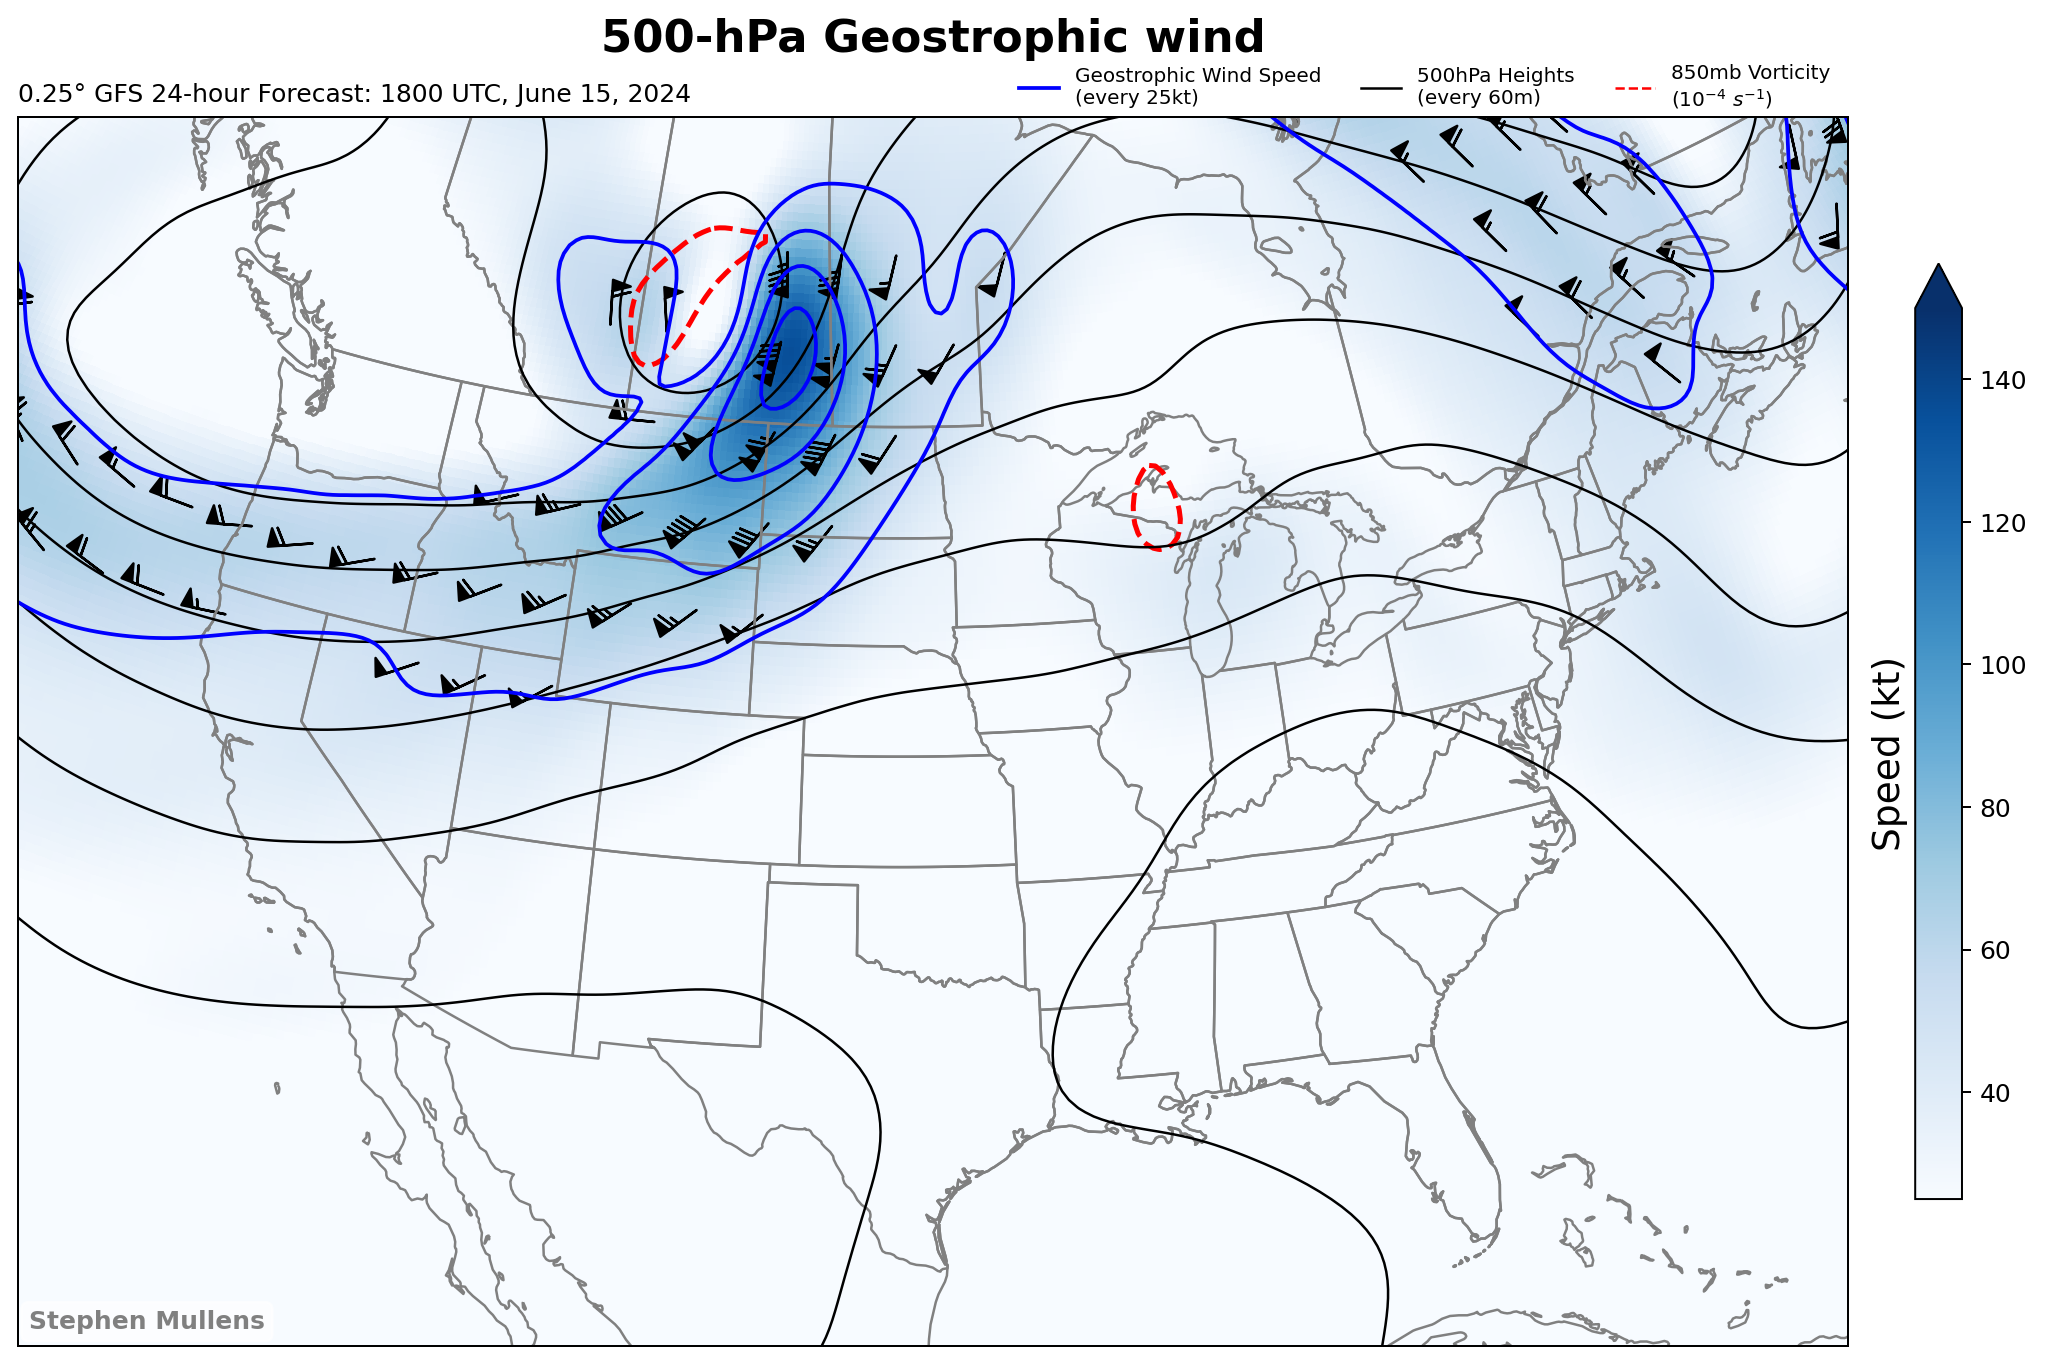 500-hPa Geostrophic wind
0.25° GFS 24-hour Forecast: 1800 UTC, June 15, 2024
Geostrophic Wind Speed
(every 25kt)
500hPa Heights
(every 60m)
850mb Vorticity
(10⁻⁴ s⁻¹)
140
120
100
80
60
40
Speed (kt)
Stephen Mullens